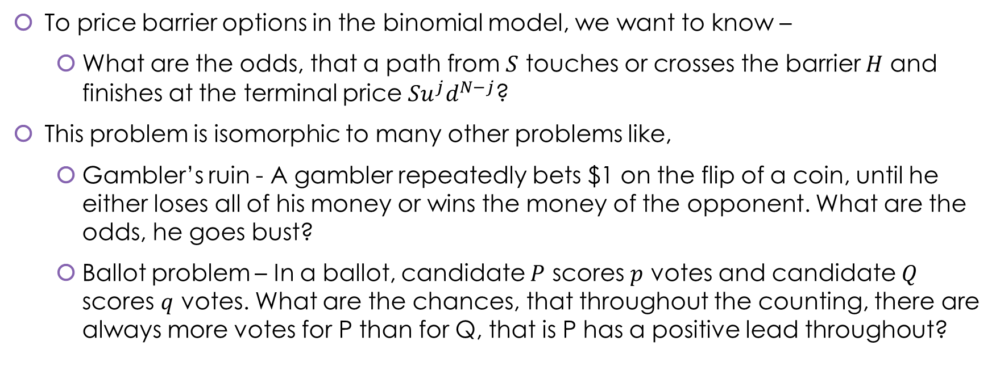 To price barrier options in the binomial model, we want to know –
What are the odds, that a path from S touches or crosses the barrier H and
finishes at the terminal price Su^j d^{N−j}?
This problem is isomorphic to many other problems like,
Gambler’s ruin - A gambler repeatedly bets $1 on the flip of a coin, until he
either loses all of his money or wins the money of the opponent. What are the
odds, he goes bust?
Ballot problem – In a ballot, candidate P scores p votes and candidate Q
scores q votes. What are the chances, that throughout the counting, there are
always more votes for P than for Q, that is P has a positive lead throughout?